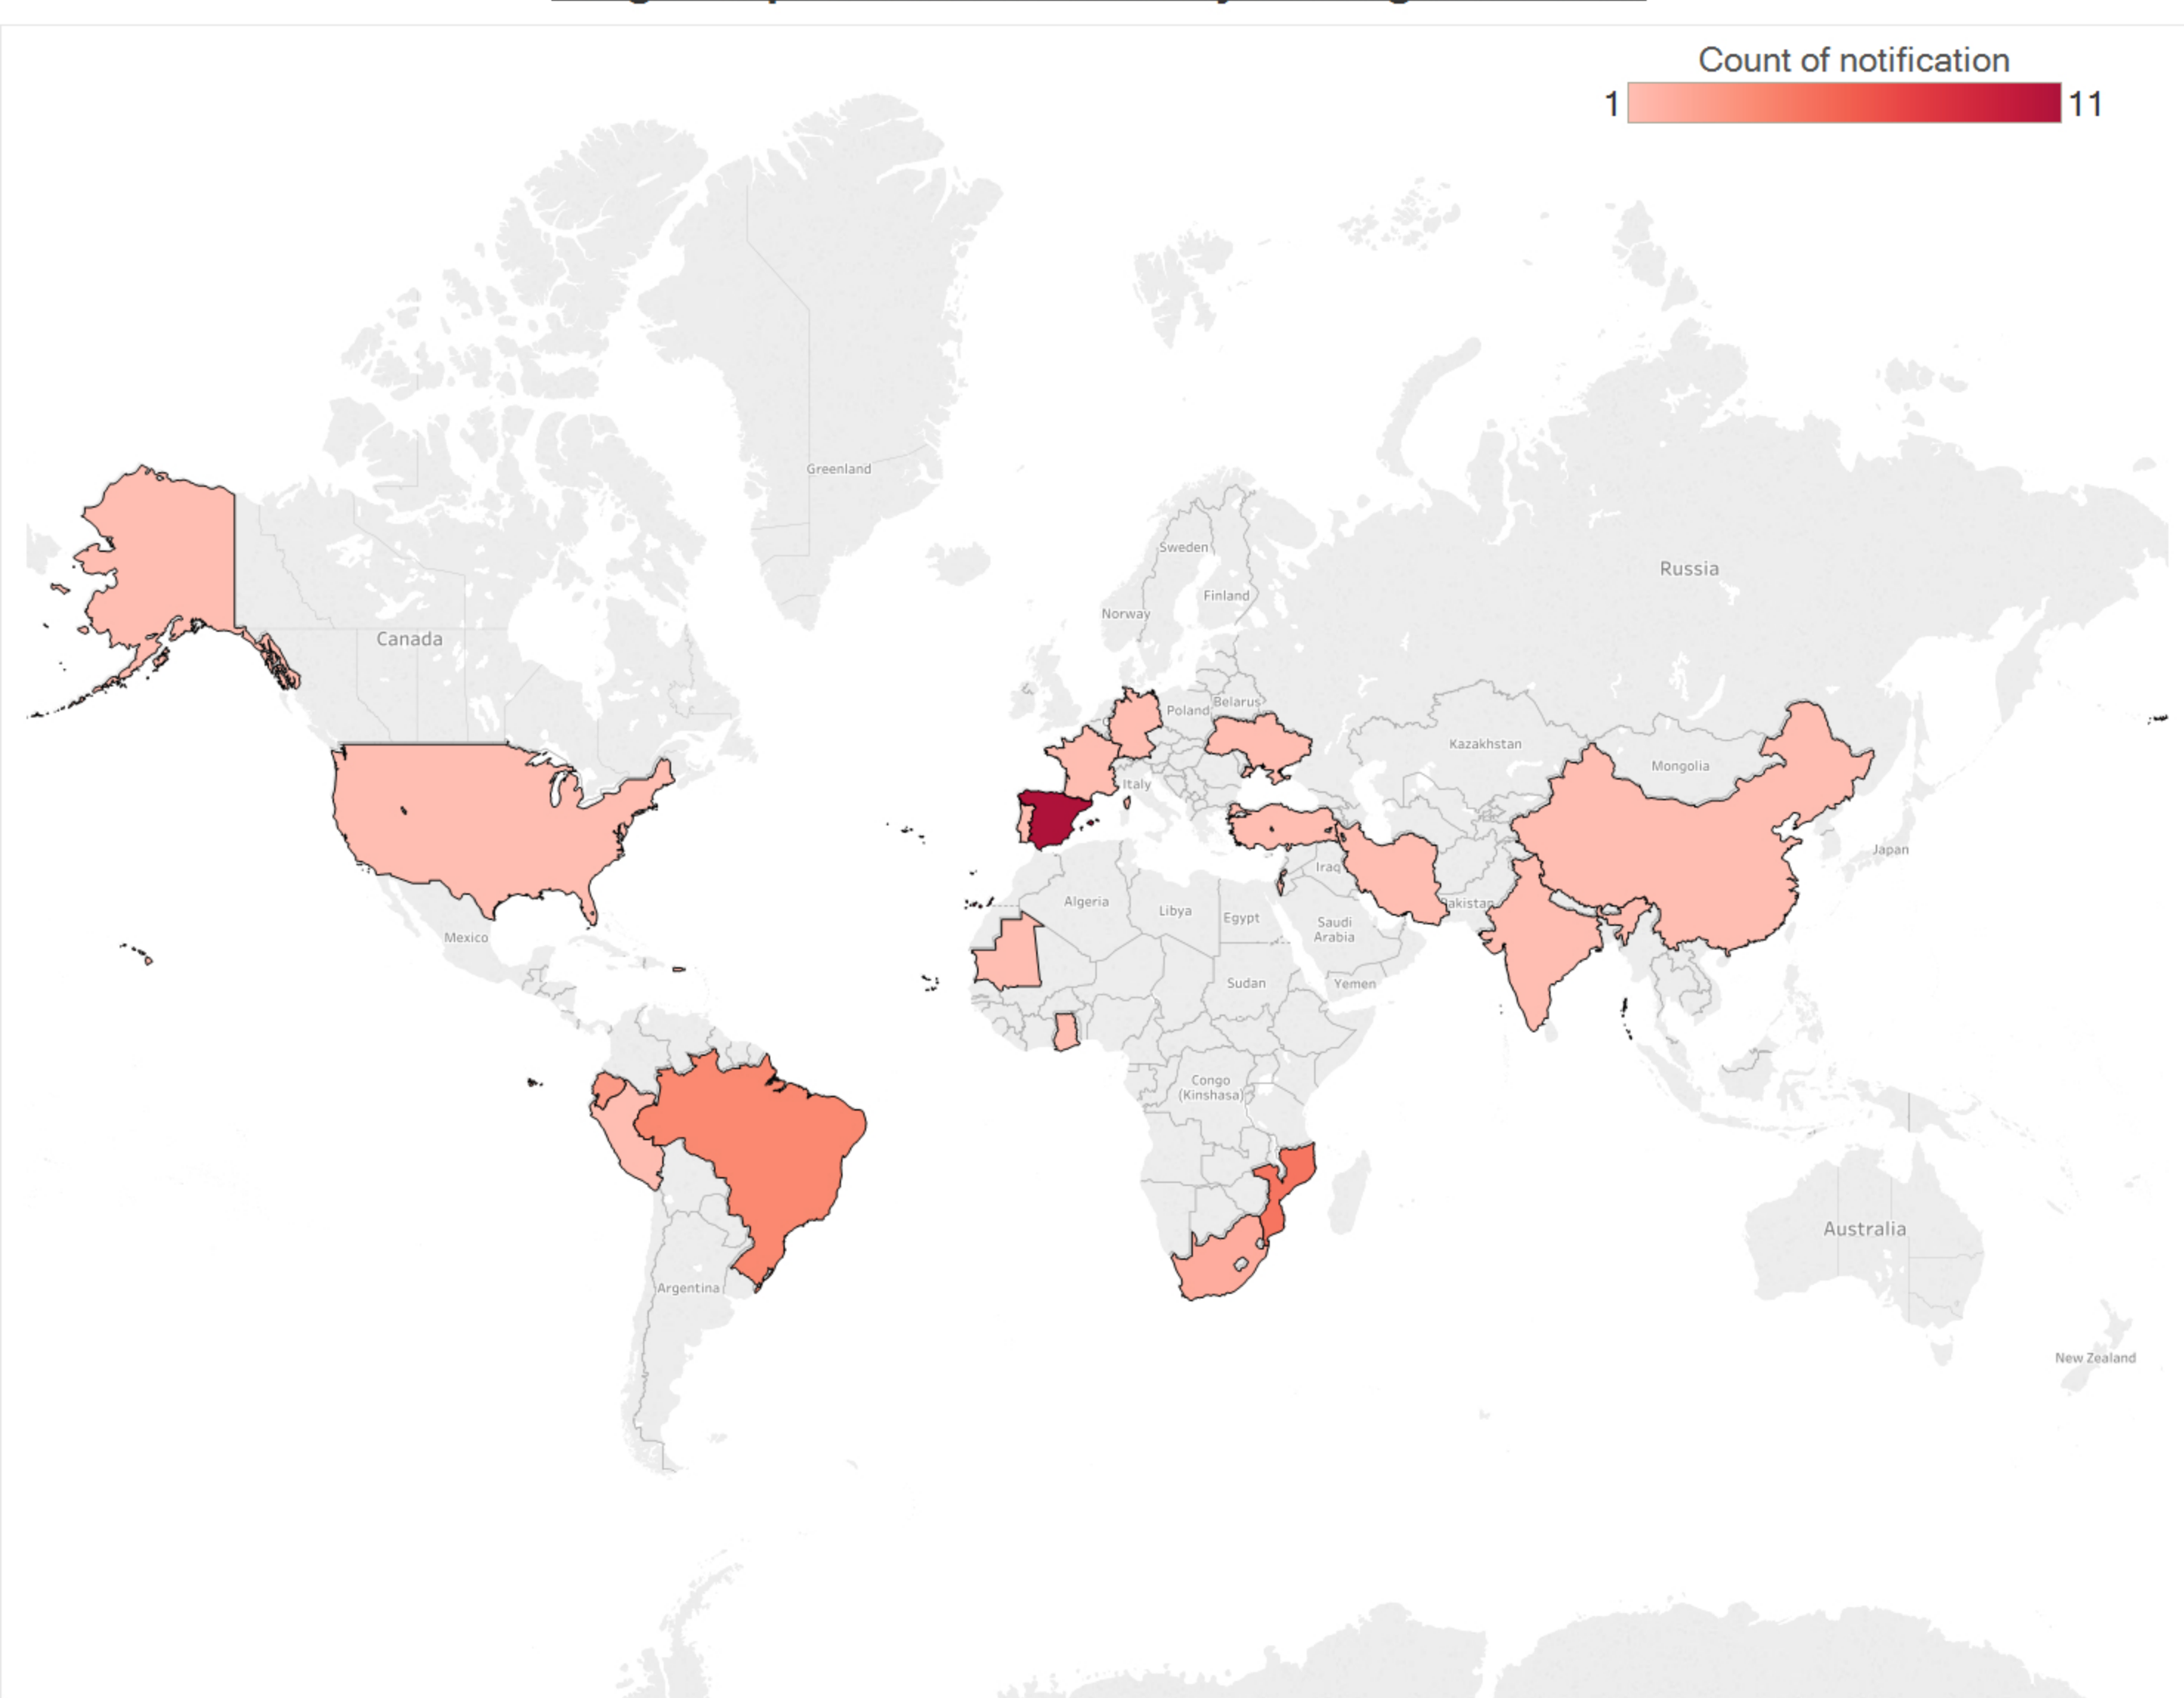 Count of notification
1 11
Greenland
Sweden
Russia
Finland
Norway
Canada
Belarus
Poland
Kazakhstan
Mongolia
Italy
Japan
Iraq
Algeria
Pakistan
Libya
Egypt
Saudi
Arabia
Mexico
Sudan
Yemen
Congo
(Kinshasa)
Australia
Argentina
New Zealand